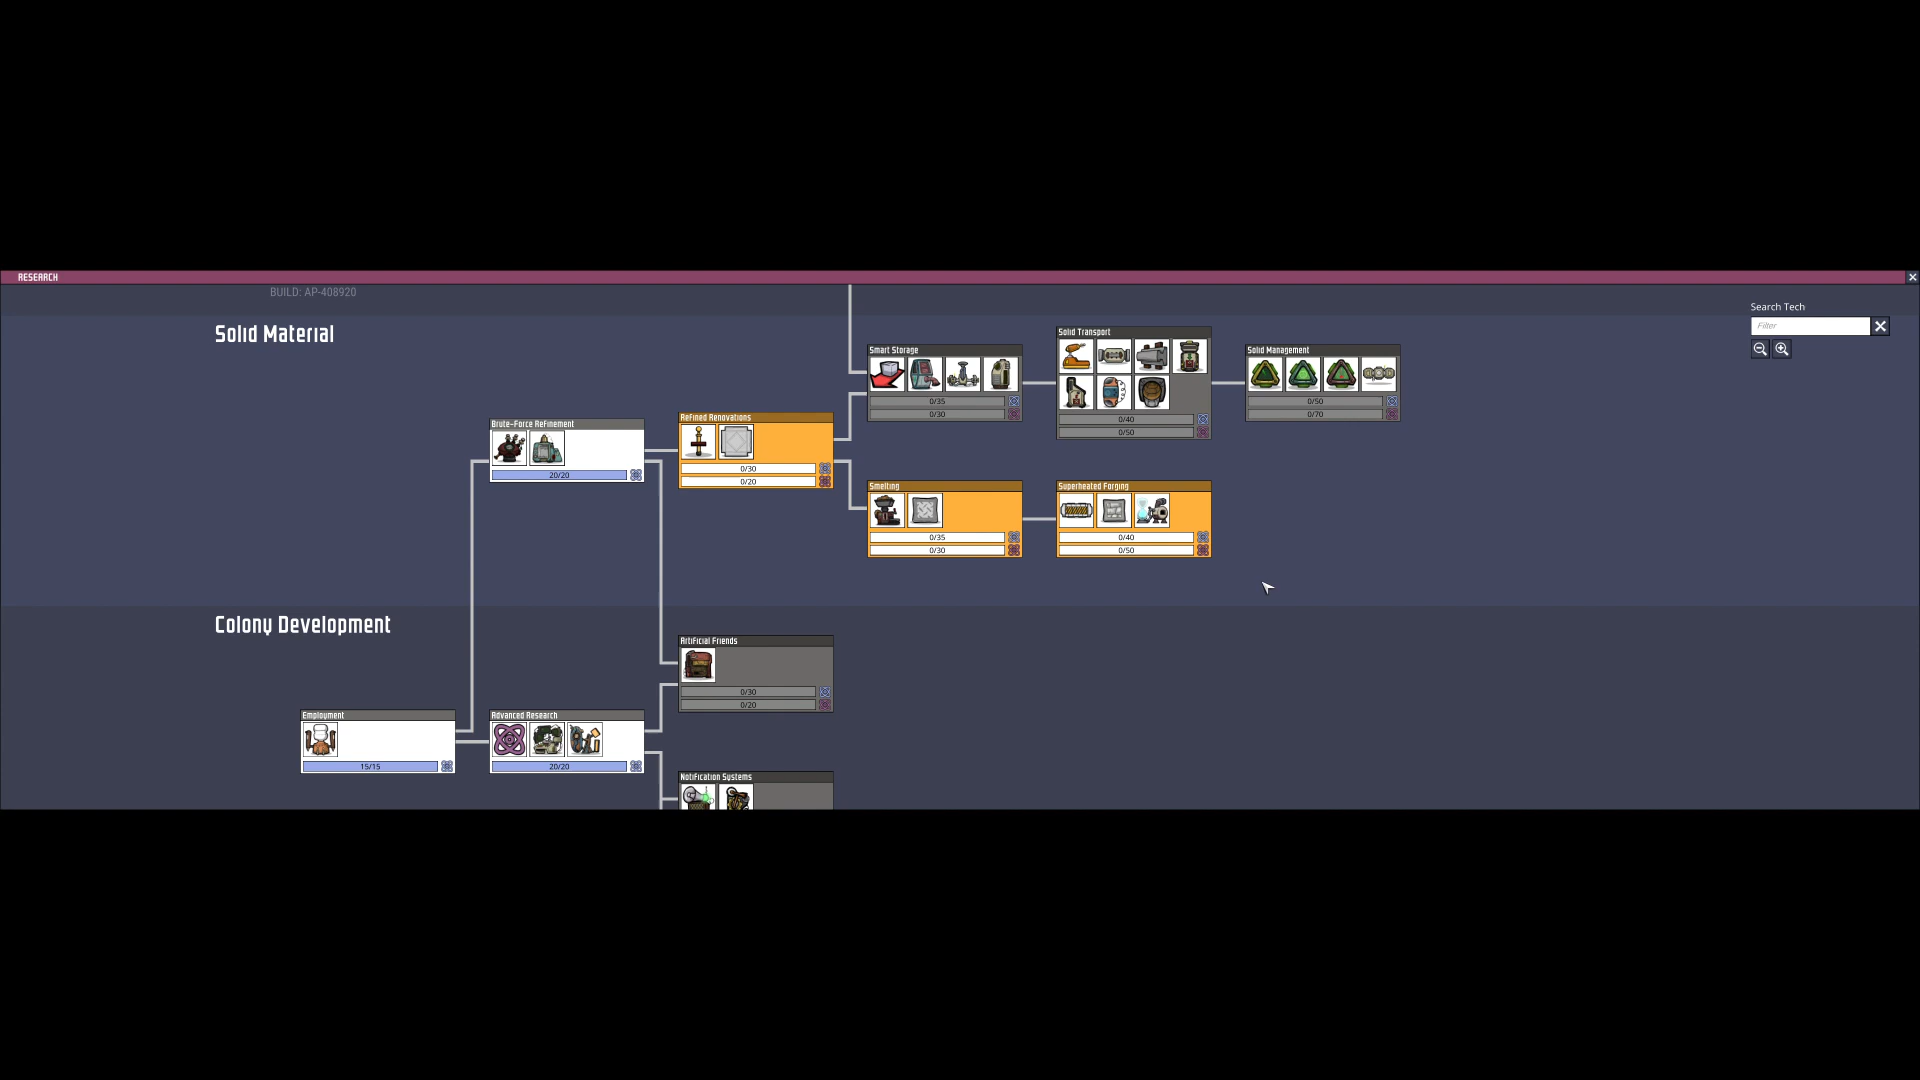 RESEARCH
BUILD: AP-408920
Search Tech
Filter
Solid Material
Solid Transport
Smart Storage
Solid Management
0/35
0/50
0/30
0/70
0/40
0/50
Refined Renovations
Brute-Force Refinement
0/30
20/20
0/20
Smelting
Superheated Forging
0/35
0/40
0/30
0/50
Colony Development
Artificial Friends
0/30
0/20
Employment
Advanced Research
15/15
20/20
Notification Systems